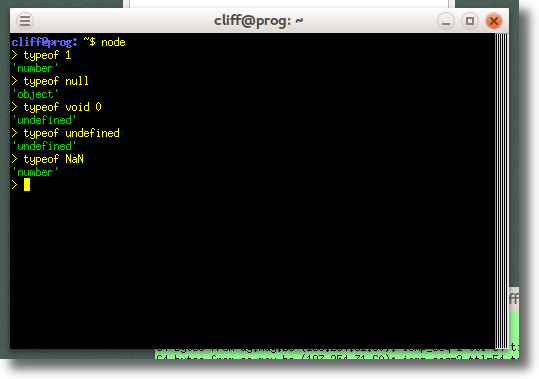 cliff@prog: ~
cliff@prog: ~$ node
> typeof 1
'number'
> typeof null
'object'
> typeof void 0
'undefined'
> typeof undefined
'undefined'
> typeof NaN
'number'
>